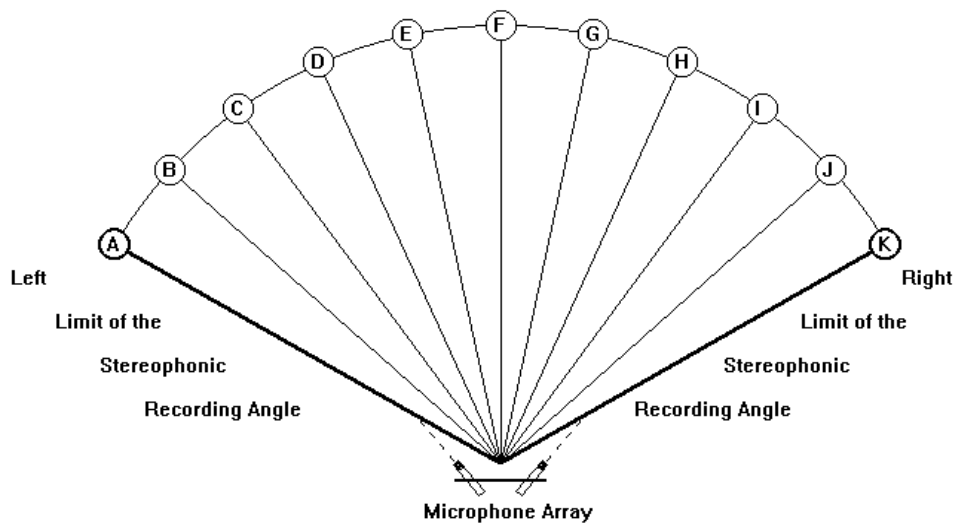 F
E
G
D
H
C
I
B
J
A
K
Left
Right
Limit of the
Limit of the
Stereophonic
Stereophonic
Recording Angle
Recording Angle
Microphone Array